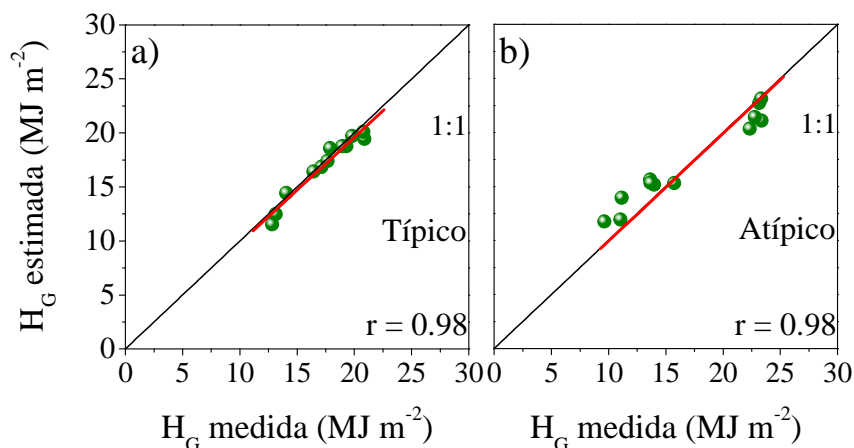 H_G estimada (MJ m⁻²)
30
25
20
15
10
5
0
a)
1:1
Típico
r = 0.98
0 5 10 15 20 25 30
H_G medida (MJ m⁻²)
b)
1:1
Atípico
r = 0.98
0 5 10 15 20 25 30
H_G medida (MJ m⁻²)